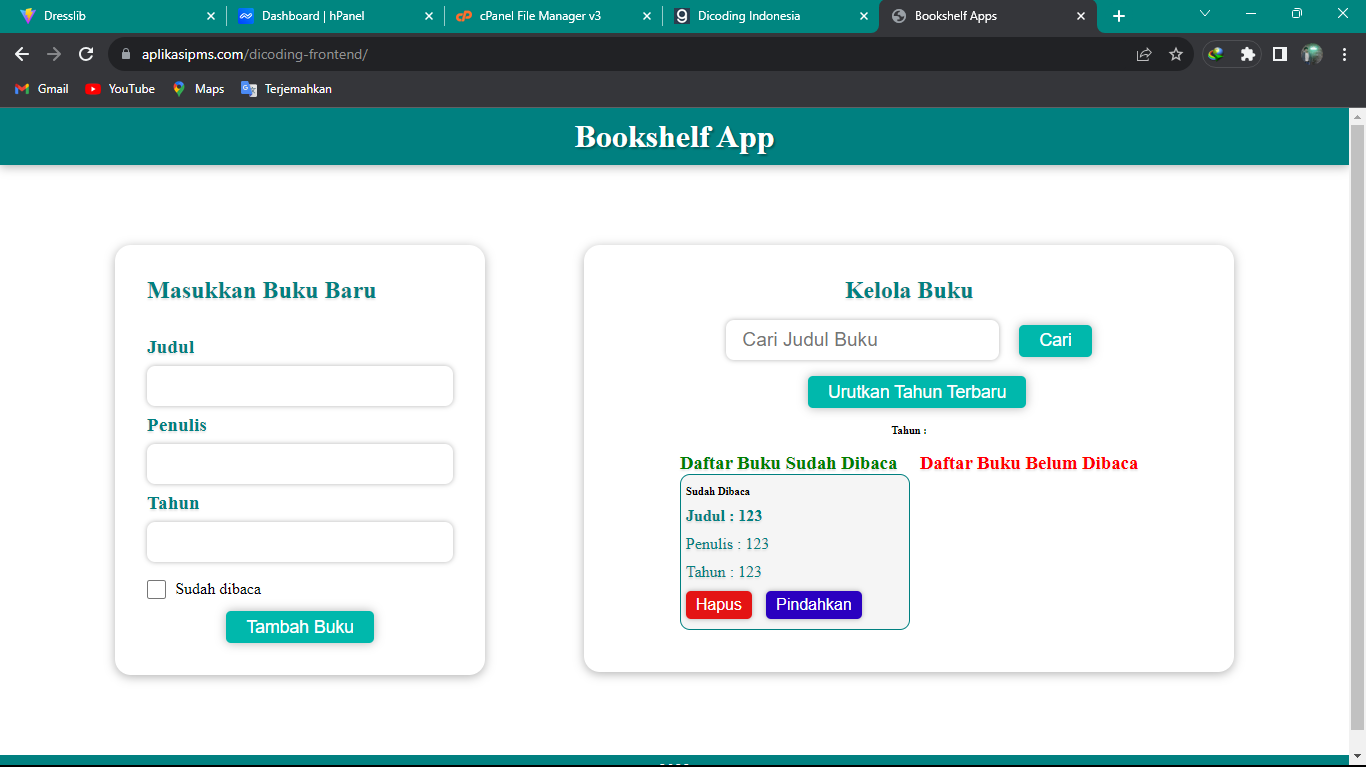 Dresslib
Dashboard | hPanel
cPanel File Manager v3
Dicoding Indonesia
Bookshelf Apps
aplikasipms.com/dicoding-frontend/
Gmail
YouTube
Maps
Terjemahkan
Bookshelf App
Masukkan Buku Baru
Judul
Penulis
Tahun
Sudah dibaca
Tambah Buku
Kelola Buku
Cari Judul Buku
Cari
Urutkan Tahun Terbaru
Tahun :
Daftar Buku Sudah Dibaca
Daftar Buku Belum Dibaca
Sudah Dibaca
Judul : 123
Penulis : 123
Tahun : 123
Hapus
Pindahkan